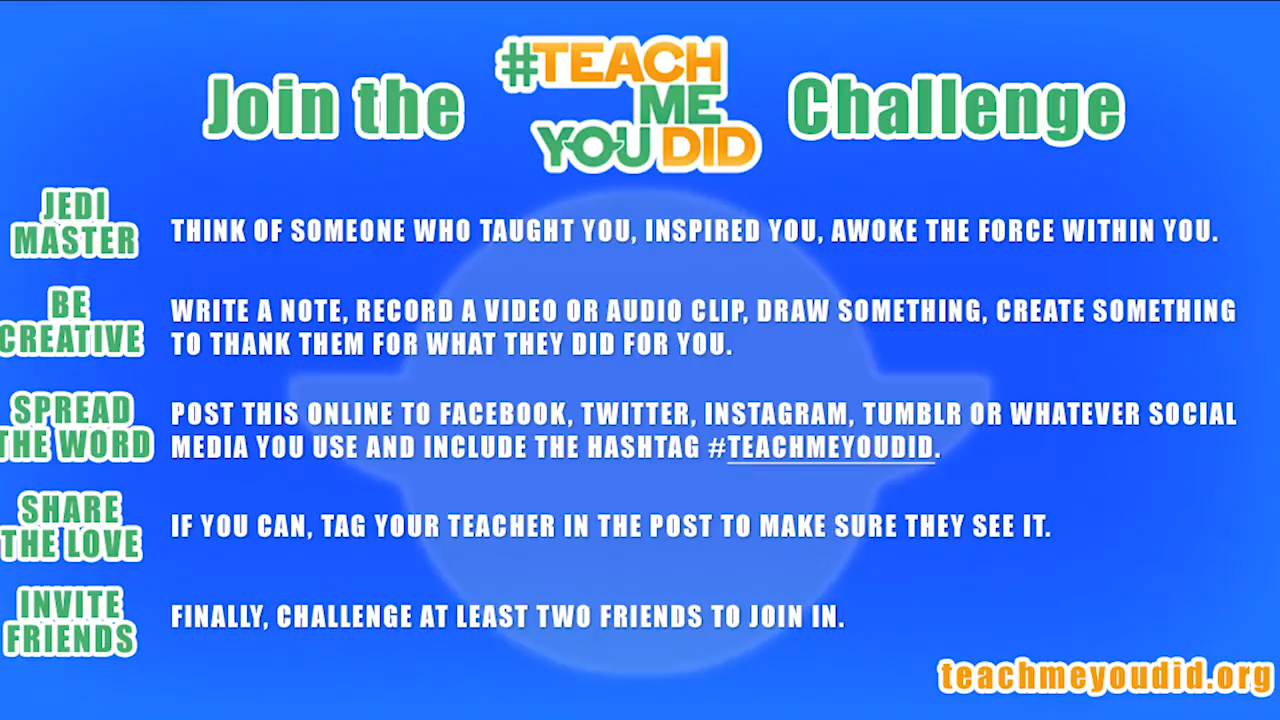 Join the #TEACH ME YOU DID Challenge
JEDI MASTER
THINK OF SOMEONE WHO TAUGHT YOU, INSPIRED YOU, AWOKE THE FORCE WITHIN YOU.
BE CREATIVE
WRITE A NOTE, RECORD A VIDEO OR AUDIO CLIP, DRAW SOMETHING, CREATE SOMETHING
TO THANK THEM FOR WHAT THEY DID FOR YOU.
SPREAD THE WORD
POST THIS ONLINE TO FACEBOOK, TWITTER, INSTAGRAM, TUMBLR OR WHATEVER SOCIAL
MEDIA YOU USE AND INCLUDE THE HASHTAG #TEACHMEYOUDID.
SHARE THE LOVE
IF YOU CAN, TAG YOUR TEACHER IN THE POST TO MAKE SURE THEY SEE IT.
INVITE FRIENDS
FINALLY, CHALLENGE AT LEAST TWO FRIENDS TO JOIN IN.
teachmeyoudid.org